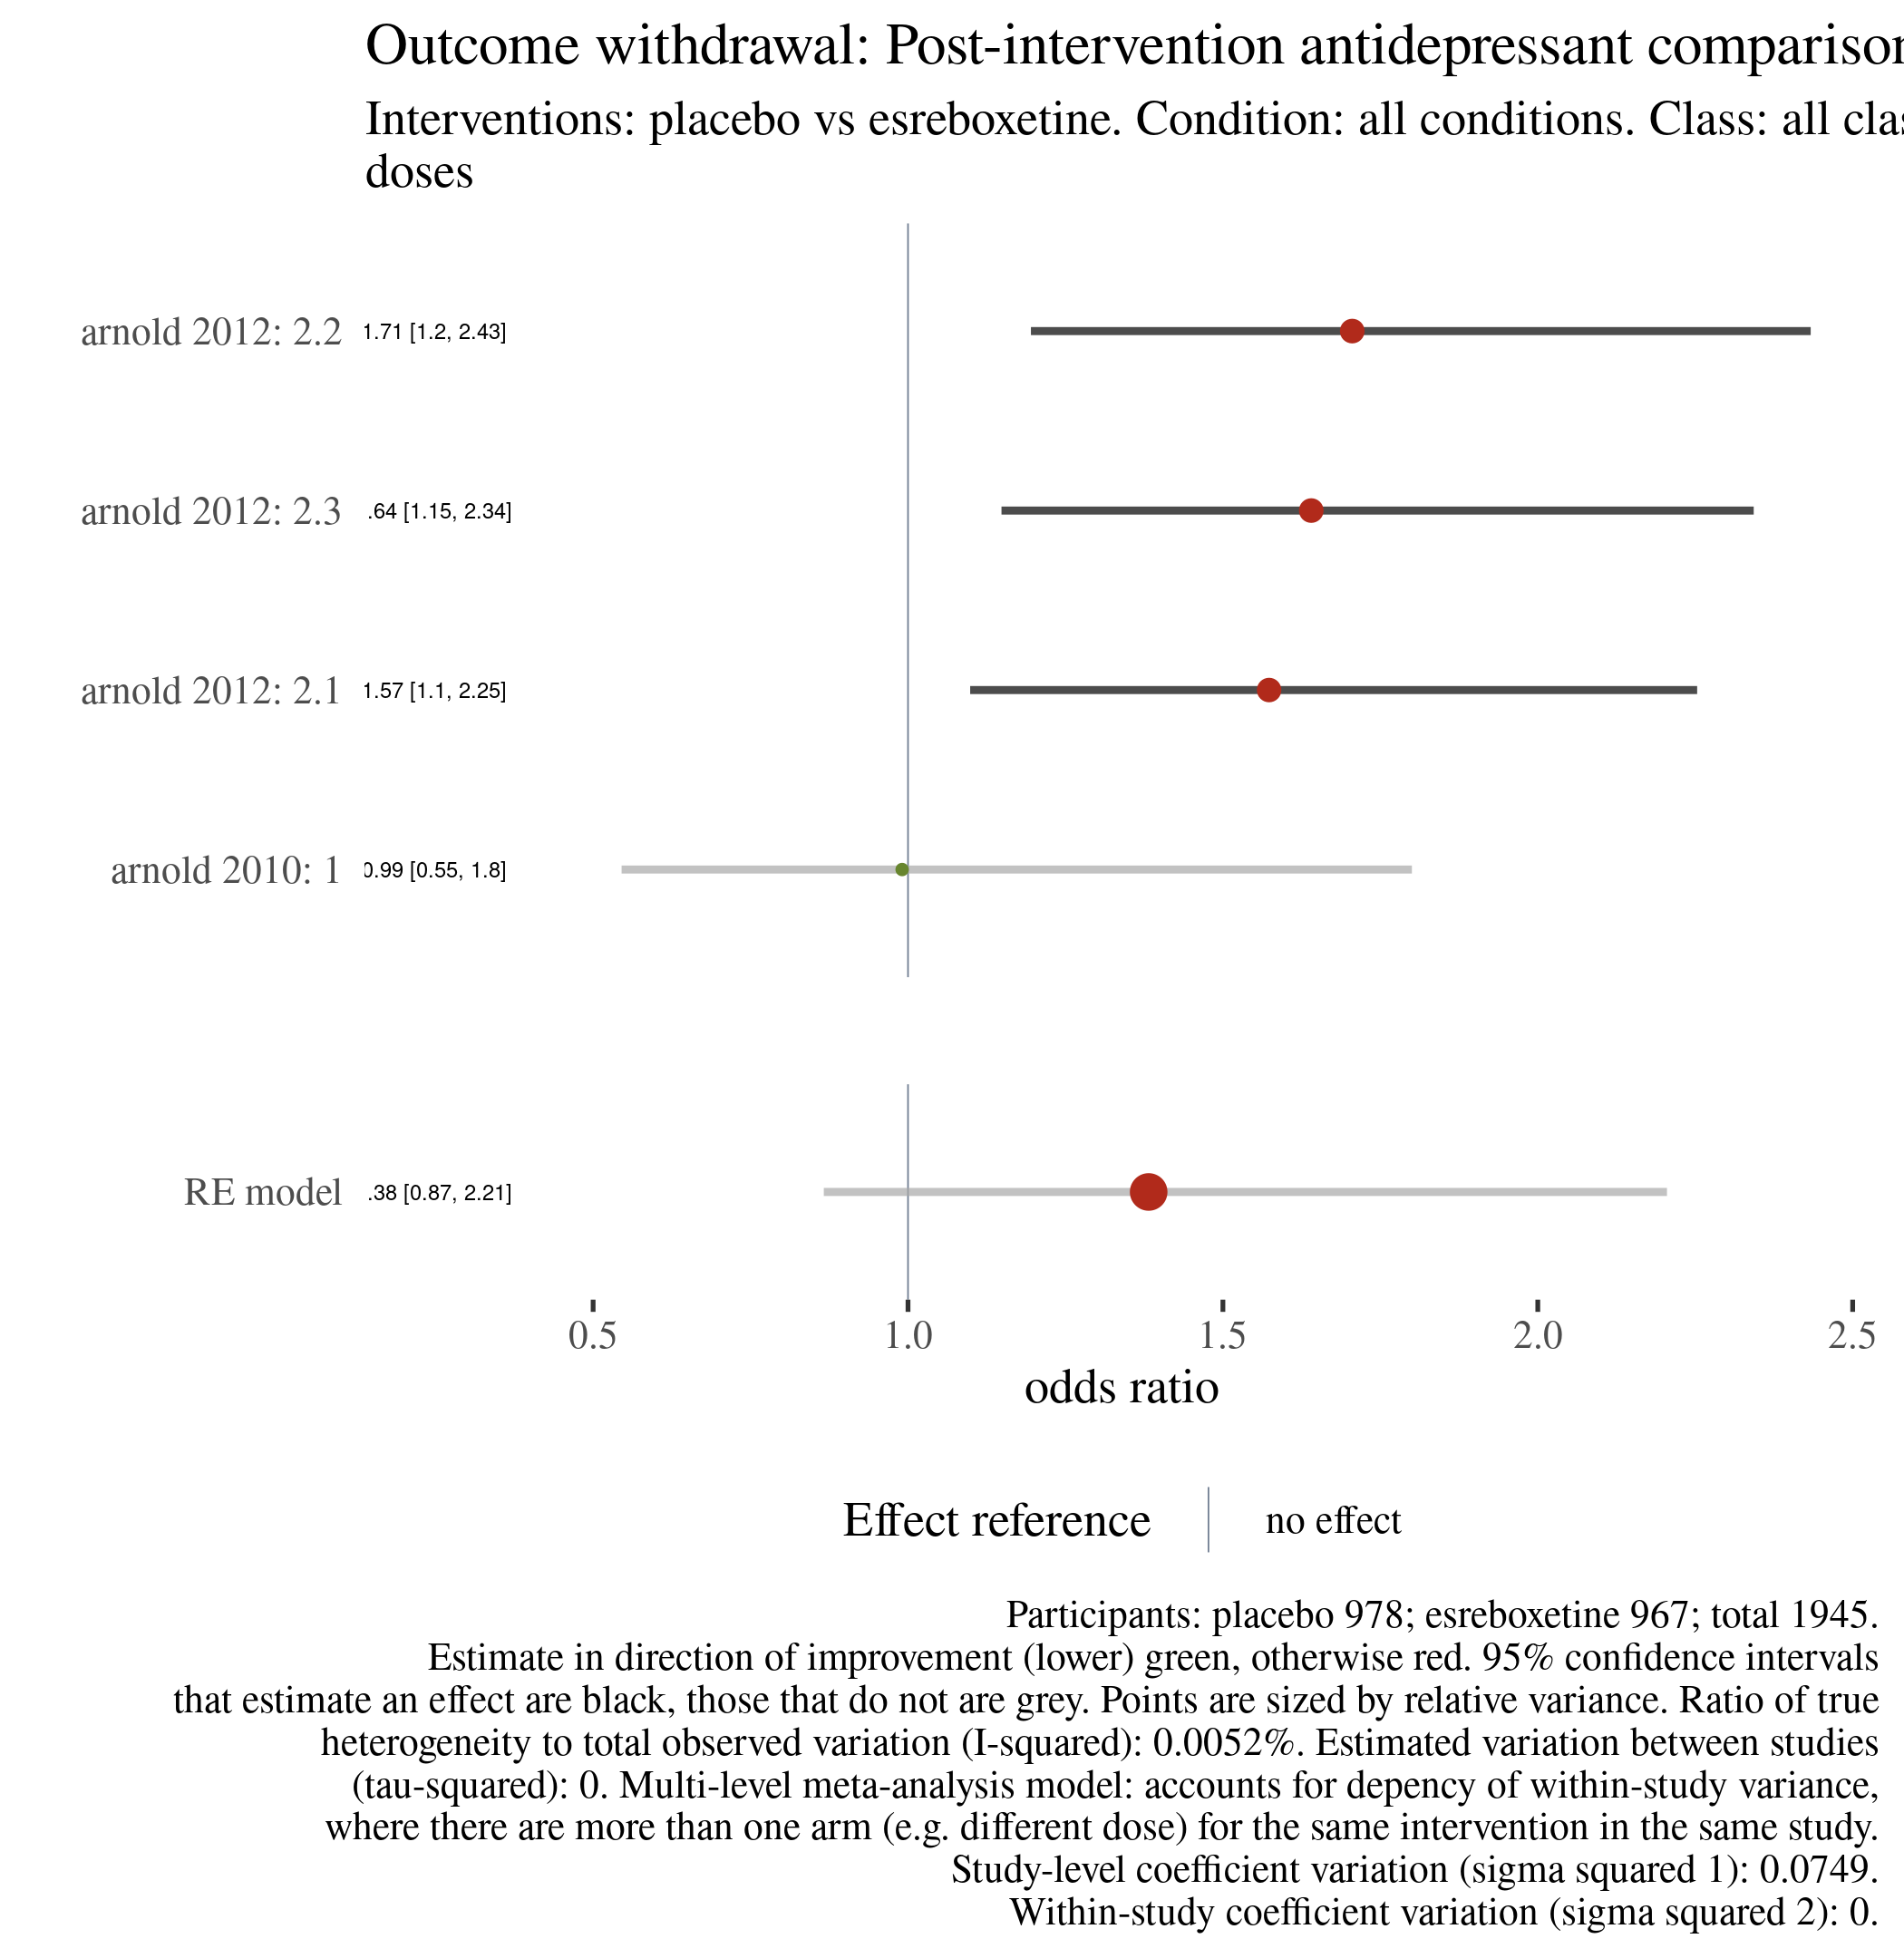 Outcome withdrawal: Post-intervention antidepressant comparison
Interventions: placebo vs esreboxetine. Condition: all conditions. Class: all clas
doses
arnold 2012: 2.2 1.71 [1.2, 2.43]
arnold 2012: 2.3 .64 [1.15, 2.34]
arnold 2012: 2.1 1.57 [1.1, 2.25]
arnold 2010: 1 0.99 [0.55, 1.8]
RE model .38 [0.87, 2.21]
0.5 1.0 1.5 2.0 2.5
odds ratio
Effect reference no effect
Participants: placebo 978; esreboxetine 967; total 1945.
Estimate in direction of improvement (lower) green, otherwise red. 95% confidence intervals
that estimate an effect are black, those that do not are grey. Points are sized by relative variance. Ratio of true
heterogeneity to total observed variation (I-squared): 0.0052%. Estimated variation between studies
(tau-squared): 0. Multi-level meta-analysis model: accounts for depency of within-study variance,
where there are more than one arm (e.g. different dose) for the same intervention in the same study.
Study-level coefficient variation (sigma squared 1): 0.0749.
Within-study coefficient variation (sigma squared 2): 0.